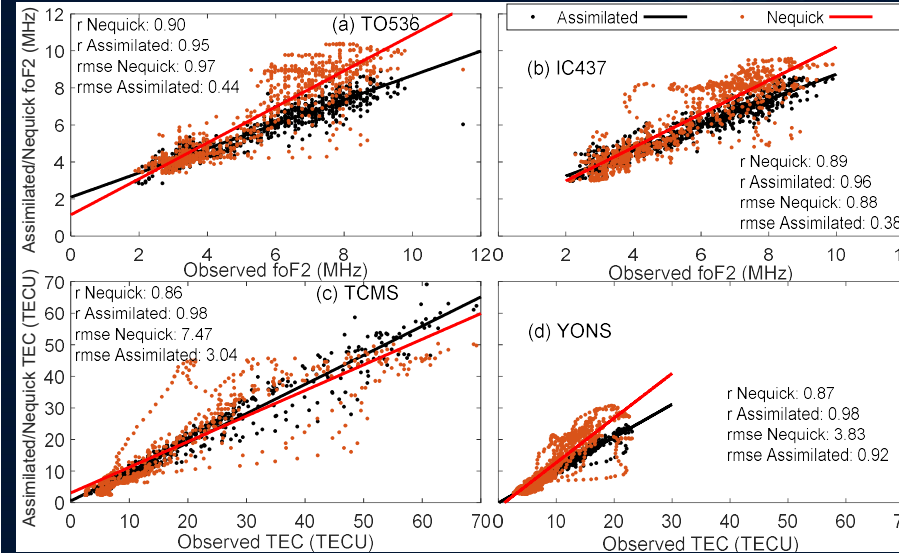 Assimilated Nequick
r Nequick: 0.90
r Assimilated: 0.95
rmse Nequick: 0.97
rmse Assimilated: 0.44
(a) TO536
Assimilated/Nequick foF2 (MHz)
12
10
8
6
4
2
0
0 2 4 6 8 10 120
Observed foF2 (MHz)
(b) IC437
r Nequick: 0.89
r Assimilated: 0.96
rmse Nequick: 0.88
rmse Assimilated: 0.38
2 4 6 8 10
Observed foF2 (MHz)
(c) TCMS
r Nequick: 0.86
r Assimilated: 0.98
rmse Nequick: 7.47
rmse Assimilated: 3.04
Assimilated/Nequick TEC (TECU)
70
60
50
40
30
20
10
0
0 10 20 30 40 50 60 700
Observed TEC (TECU)
(d) YONS
r Nequick: 0.87
r Assimilated: 0.98
rmse Nequick: 3.83
rmse Assimilated: 0.92
10 20 30 40 50 60
Observed TEC (TECU)